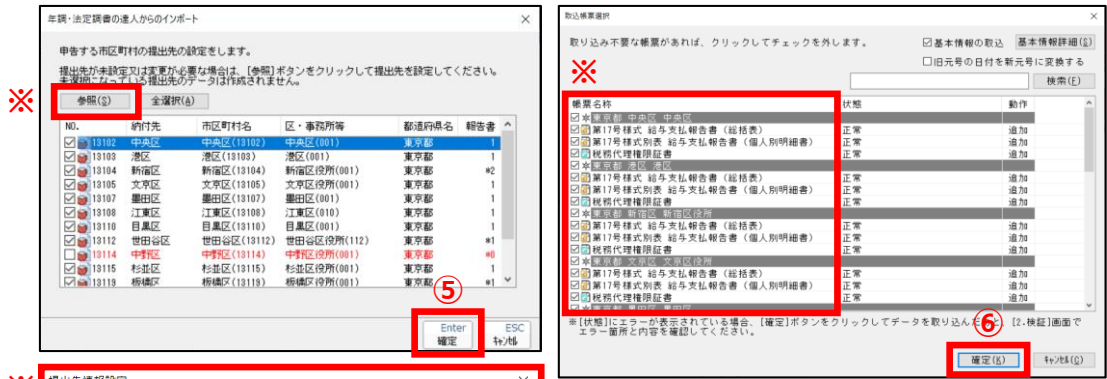 年調・法定調書の達人からのインポート
申告する市区町村の提出先の設定をします。
提出先が未設定又は変更が必要な場合は、[参照]ボタンをクリックして提出先を設定してください。
未選択になっている提出先のデータは作成されません。
※
参照(S) 全選択(A)
NO. 納付先 市区町村名 区・事務所等 都道府県名 報告書
13102 中央区 中央区(13102) 中央区(001) 東京都 1
13103 港区 港区(13103) 港区(001) 東京都 1
13104 新宿区 新宿区(13104) 新宿区役所(001) 東京都 *2
13105 文京区 文京区(13105) 文京区役所(001) 東京都 1
13107 墨田区 墨田区(13107) 墨田区(001) 東京都 1
13108 江東区 江東区(13108) 江東区(010) 東京都 1
13110 目黒区 目黒区(13110) 目黒区(001) 東京都 1
13112 世田谷区 世田谷区(13112) 世田谷区役所(112) 東京都 *1
13114 中野区 中野区(13114) 中野区役所(001) 東京都 *0
13115 杉並区 杉並区(13115) 杉並区役所(001) 東京都 1
13119 板橋区 板橋区(13119) 板橋区役所(001) 東京都 *1
⑤
Enter
確定
ESC
ｷｬﾝｾﾙ
※
提出先情報設定
取込帳票選択
取り込み不要な帳票があれば、クリックしてチェックを外します。
基本情報の取込 基本情報詳細(S)
旧元号の日付を新元号に変換する
※
検索(F)
帳票名称 状態 動作
*東京都 中央区 中央区
第17号様式 給与支払報告書（総括表） 正常 追加
第17号様式別表 給与支払報告書（個人別明細書） 正常 追加
税務代理権限証書 正常 追加
*東京都 港区 港区
第17号様式 給与支払報告書（総括表） 正常 追加
第17号様式別表 給与支払報告書（個人別明細書） 正常 追加
税務代理権限証書 正常 追加
*東京都 新宿区 新宿区役所
第17号様式 給与支払報告書（総括表） 正常 追加
第17号様式別表 給与支払報告書（個人別明細書） 正常 追加
税務代理権限証書 正常 追加
*東京都 文京区 文京区役所
第17号様式 給与支払報告書（総括表） 正常 追加
第17号様式別表 給与支払報告書（個人別明細書） 正常 追加
税務代理権限証書 正常 追加
*東京都 墨田区 墨田区
※[状態]にエラーが表示されている場合、[確定]ボタンをクリックしてデータを取り込んだ、[2.検証]画面で
エラー箇所と内容を確認してください。
⑥
確定(K) ｷｬﾝｾﾙ(C)